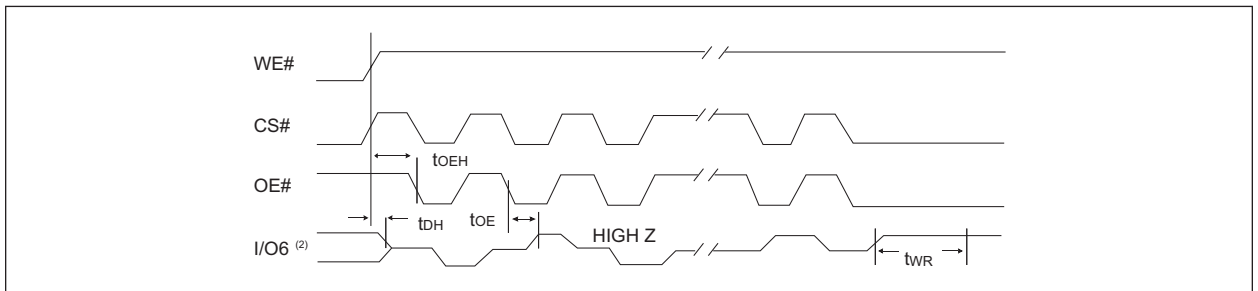 WE#
CS#
tOEH
OE#
tDH
tOE
HIGH Z
I/O6 (2)
tWR